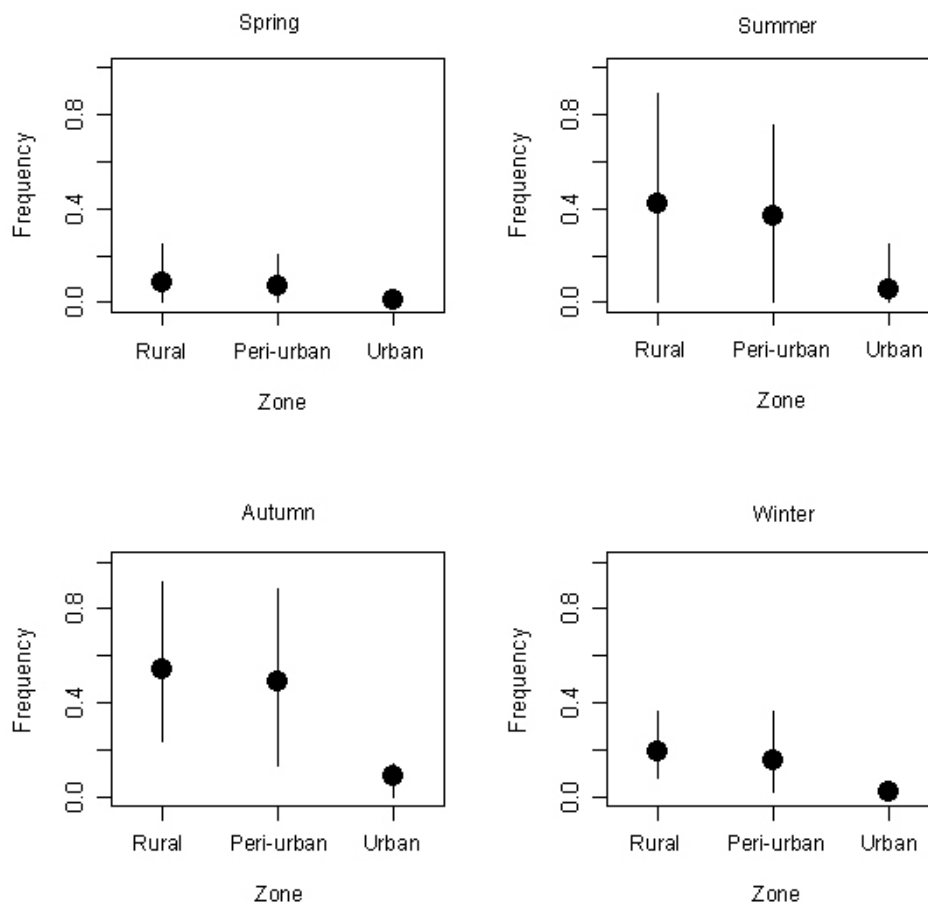 Spring
Frequency
0.8
0.4
0.0
Rural Peri-urban Urban
Zone
Summer
Frequency
0.8
0.4
0.0
Rural Peri-urban Urban
Zone
Autumn
Frequency
0.8
0.4
0.0
Rural Peri-urban Urban
Zone
Winter
Frequency
0.8
0.4
0.0
Rural Peri-urban Urban
Zone